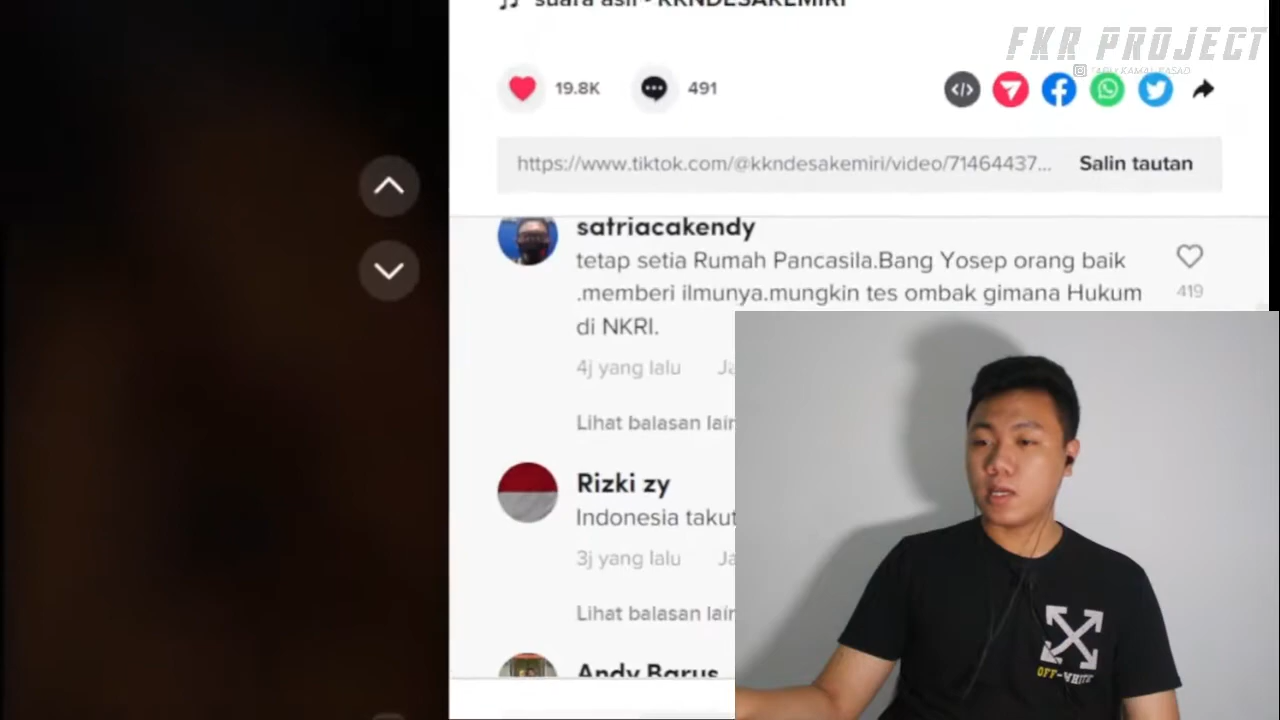 suara asli - KKNDESAKEMIRI
FKR PROJECT
19.8K
491
https://www.tiktok.com/@kkndesakemiri/video/71464437...
Salin tautan
satriacakendy
tetap setia Rumah Pancasila.Bang Yosep orang baik
.memberi ilmunya.mungkin tes ombak gimana Hukum
di NKRI.
419
4j yang lalu
Lihat balasan lain
Rizki zy
Indonesia takut
3j yang lalu
Lihat balasan lain
Andy Barus
OFF-WHITE